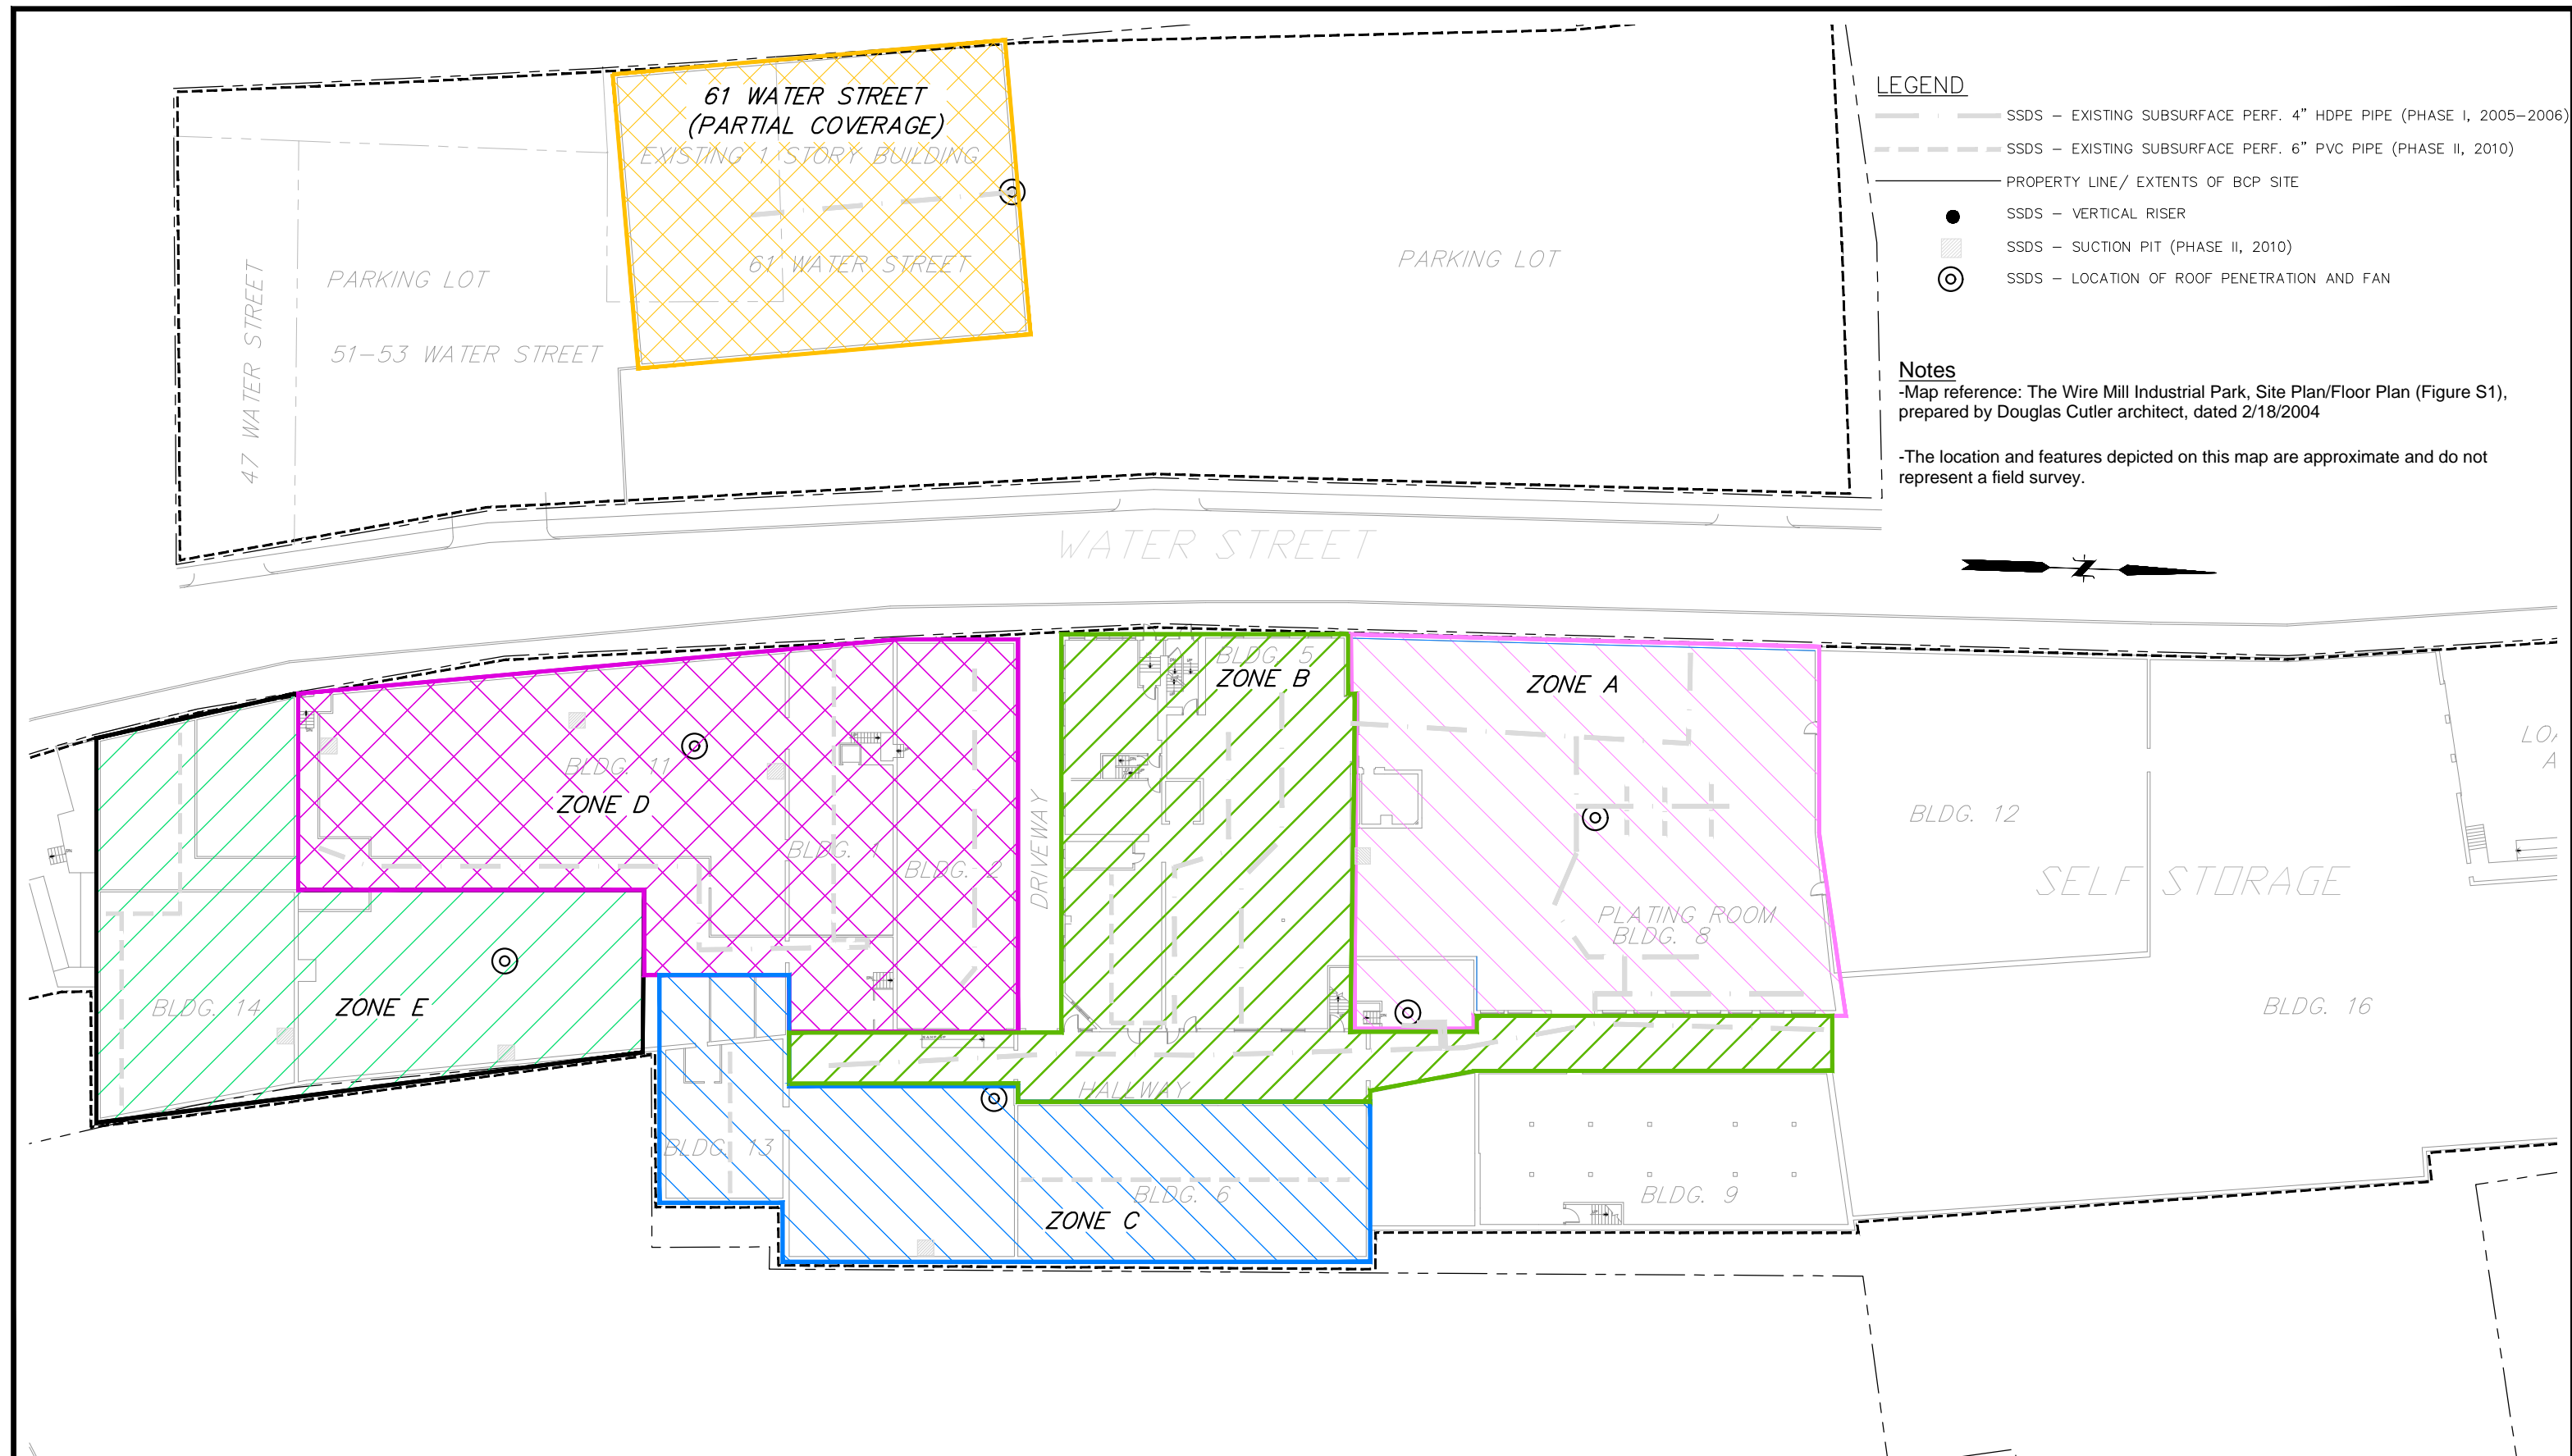 61 WATER STREET
(PARTIAL COVERAGE)
EXISTING 1 STORY BUILDING
61 WATER STREET
PARKING LOT
51-53 WATER STREET
47 WATER STREET
PARKING LOT
LEGEND
SSDS – EXISTING SUBSURFACE PERF. 4" HDPE PIPE (PHASE I, 2005–2006)
SSDS – EXISTING SUBSURFACE PERF. 6" PVC PIPE (PHASE II, 2010)
PROPERTY LINE/ EXTENTS OF BCP SITE
SSDS – VERTICAL RISER
SSDS – SUCTION PIT (PHASE II, 2010)
SSDS – LOCATION OF ROOF PENETRATION AND FAN
Notes
-Map reference: The Wire Mill Industrial Park, Site Plan/Floor Plan (Figure S1),
prepared by Douglas Cutler architect, dated 2/18/2004
-The location and features depicted on this map are approximate and do not
represent a field survey.
WATER STREET
Z
BLDG. 5
ZONE B
ZONE A
BLDG. 11
ZONE D
BLDG. 1
BLDG. 2
DRIVEWAY
PLATING ROOM
BLDG. 8
BLDG. 12
SELF STORAGE
BLDG. 16
BLDG. 14
ZONE E
HALLWAY
BLDG. 13
BLDG. 6
ZONE C
BLDG. 9